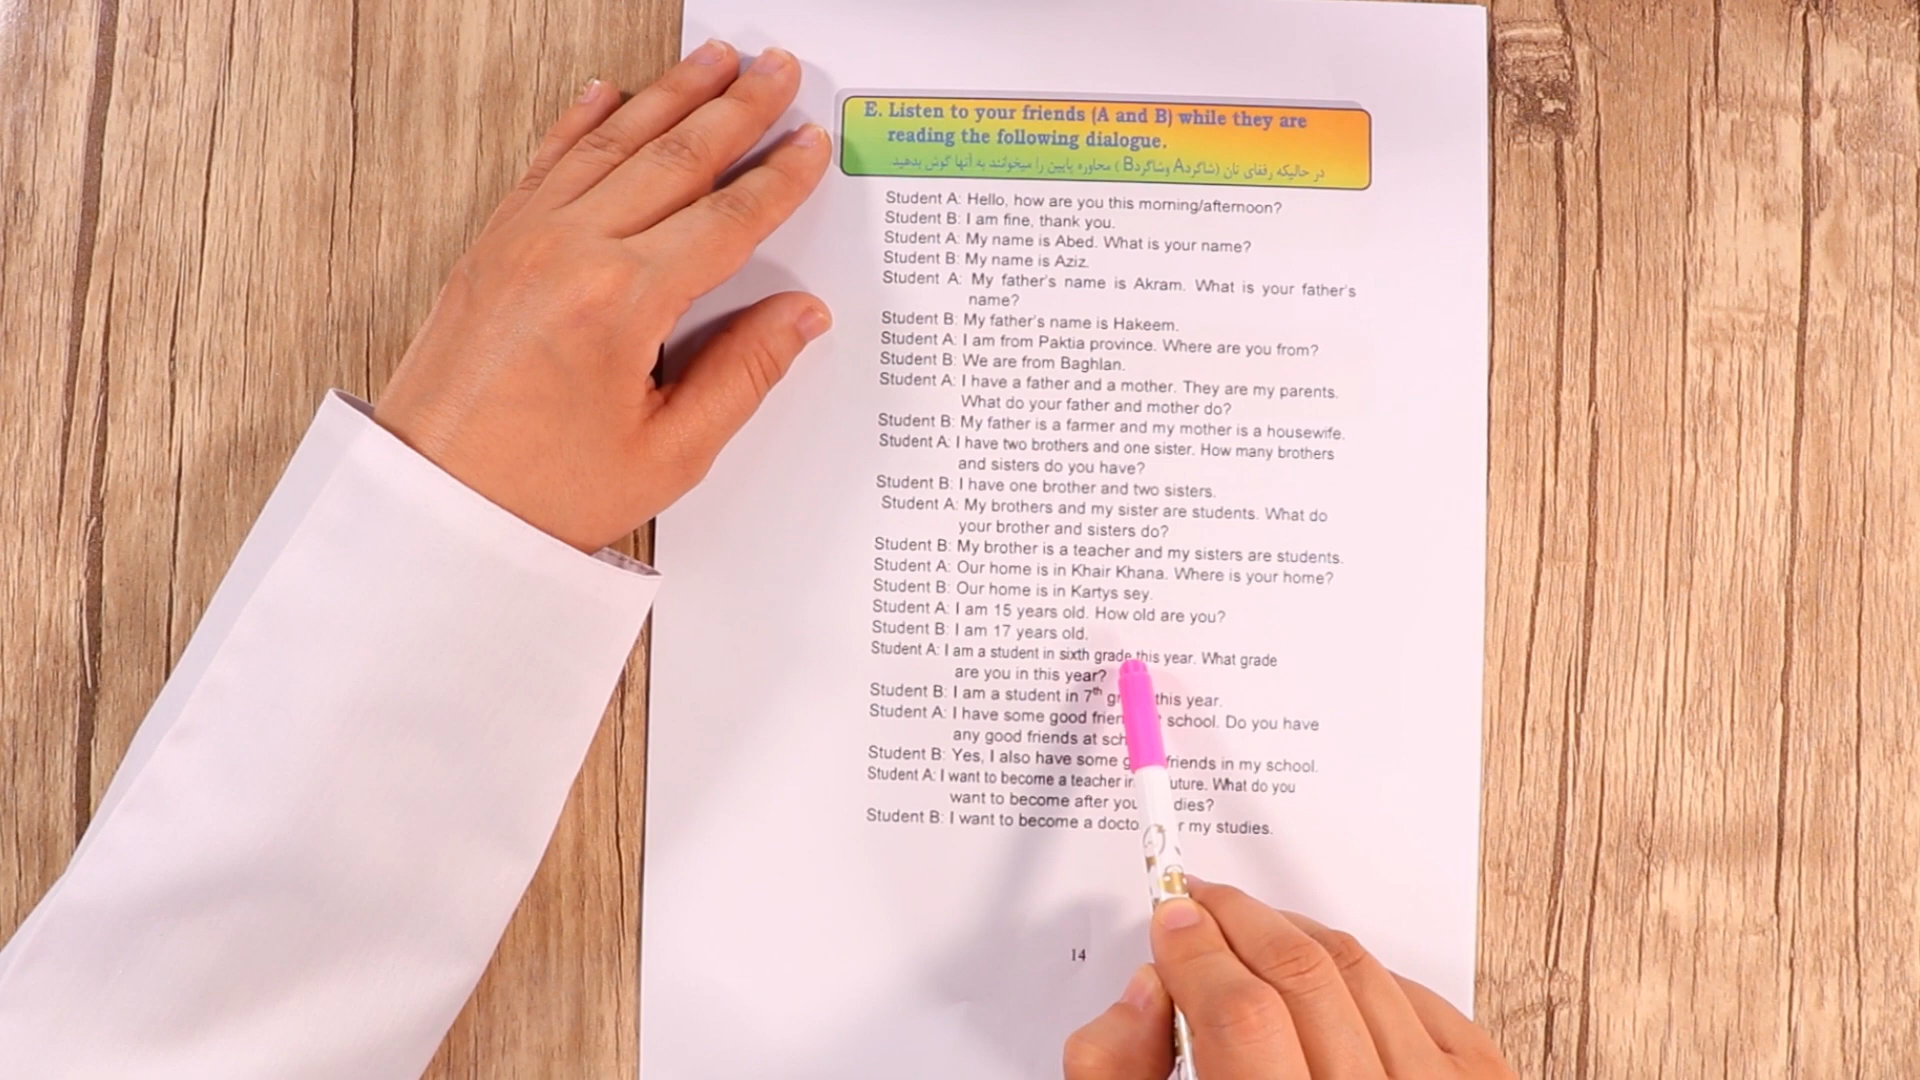 E. Listen to your friends (A and B) while they are
reading the following dialogue.
در حالیکه رفقای تان (شاگردA وشاگردB ) محاوره پایین را میخوانند به آنها گوش بدهید
Student A: Hello, how are you this morning/afternoon?
Student B: I am fine, thank you.
Student A: My name is Abed. What is your name?
Student B: My name is Aziz.
Student A: My father's name is Akram. What is your father's
name?
Student B: My father's name is Hakeem.
Student A: I am from Paktia province. Where are you from?
Student B: We are from Baghlan.
Student A: I have a father and a mother. They are my parents.
What do your father and mother do?
Student B: My father is a farmer and my mother is a housewife.
Student A: I have two brothers and one sister. How many brothers
and sisters do you have?
Student B: I have one brother and two sisters.
Student A: My brothers and my sister are students. What do
your brother and sisters do?
Student B: My brother is a teacher and my sisters are students.
Student A: Our home is in Khair Khana. Where is your home?
Student B: Our home is in Kartys sey.
Student A: I am 15 years old. How old are you?
Student B: I am 17 years old.
Student A: I am a student in sixth grade this year. What grade
are you in this year?
Student B: I am a student in 7th this year.
Student A: I have some good school. Do you have
any good friends at
Student B: Yes, I also have some friends in my school.
Student A: I want to become a teacher What do you
want to become after
Student B: I want to become a my studies.
14